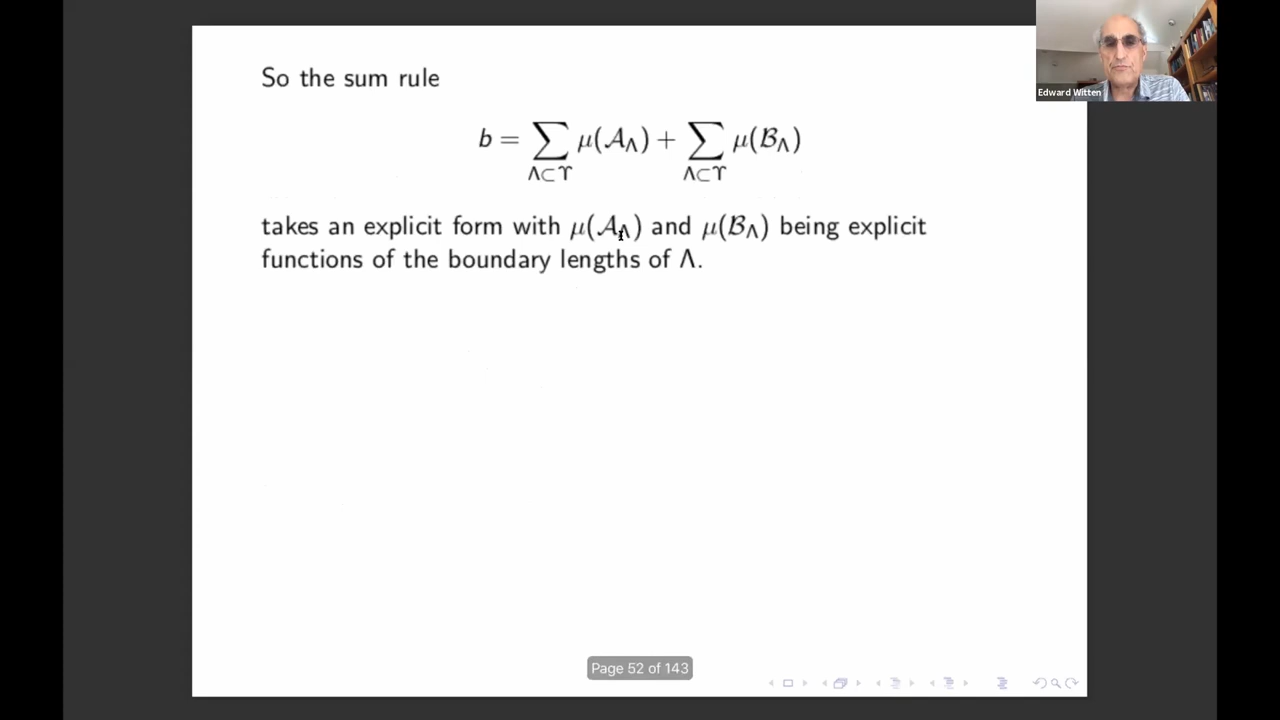 So the sum rule
b = ∑ μ(𝒜_Λ) + ∑ μ(ℬ_Λ)
Λ⊂ϒ Λ⊂ϒ
takes an explicit form with μ(𝒜_Λ) and μ(ℬ_Λ) being explicit
functions of the boundary lengths of Λ.
Edward Witten
Page 52 of 143